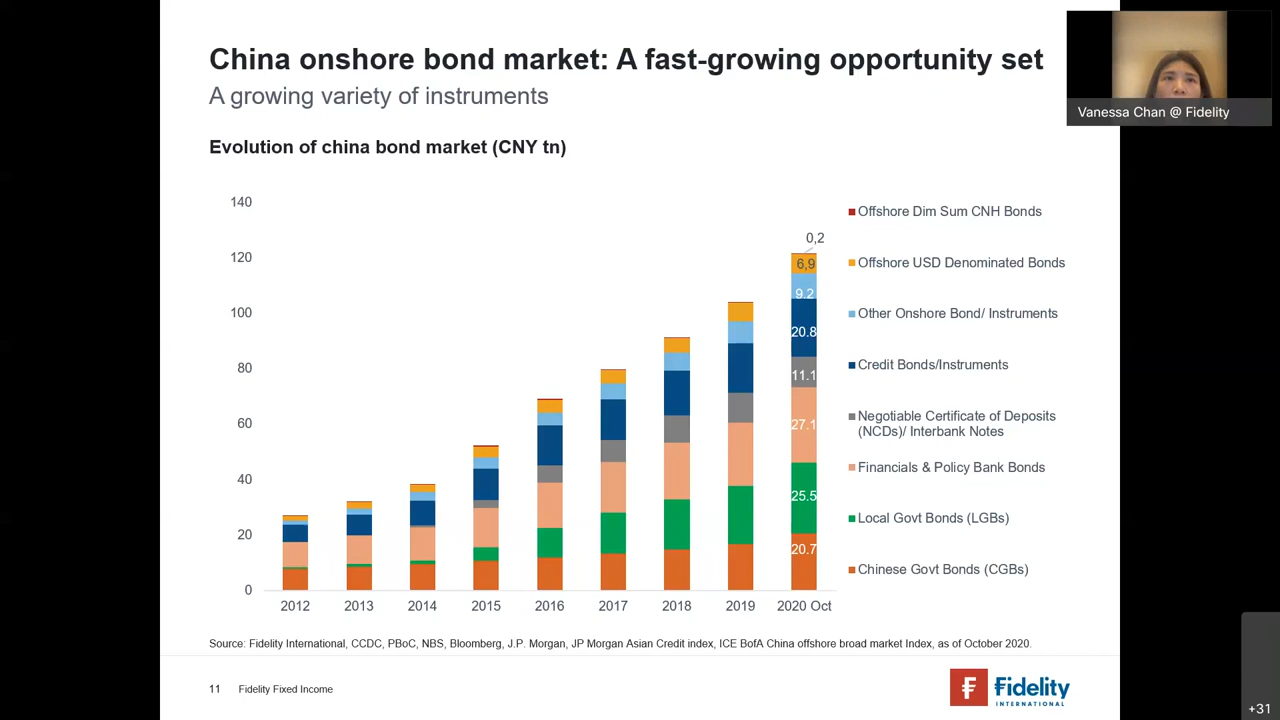 China onshore bond market: A fast-growing opportunity set
A growing variety of instruments
Vanessa Chan @ Fidelity
Evolution of china bond market (CNY tn)
140
120
100
80
60
40
20
0
0,2
6,9
9.2
20.8
11.1
27.1
25.5
20.7
2012 2013 2014 2015 2016 2017 2018 2019 2020 Oct
Offshore Dim Sum CNH Bonds
Offshore USD Denominated Bonds
Other Onshore Bond/ Instruments
Credit Bonds/Instruments
Negotiable Certificate of Deposits
(NCDs)/ Interbank Notes
Financials & Policy Bank Bonds
Local Govt Bonds (LGBs)
Chinese Govt Bonds (CGBs)
Source: Fidelity International, CCDC, PBoC, NBS, Bloomberg, J.P. Morgan, JP Morgan Asian Credit index, ICE BofA China offshore broad market Index, as of October 2020.
11 Fidelity Fixed Income
Fidelity
INTERNATIONAL
+31